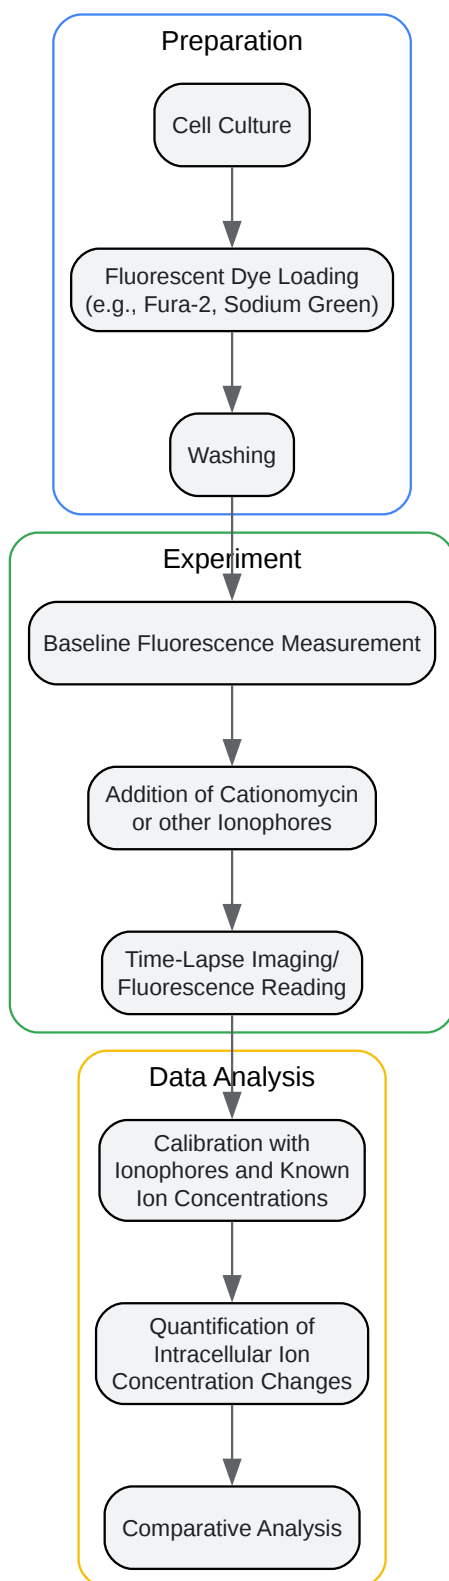 Preparation
Cell Culture
Fluorescent Dye Loading
(e.g., Fura-2, Sodium Green)
Washing
Experiment
Baseline Fluorescence Measurement
Addition of Cationomycin
or other Ionophores
Time-Lapse Imaging/
Fluorescence Reading
Data Analysis
Calibration with
Ionophores and Known
Ion Concentrations
Quantification of
Intracellular Ion
Concentration Changes
Comparative Analysis